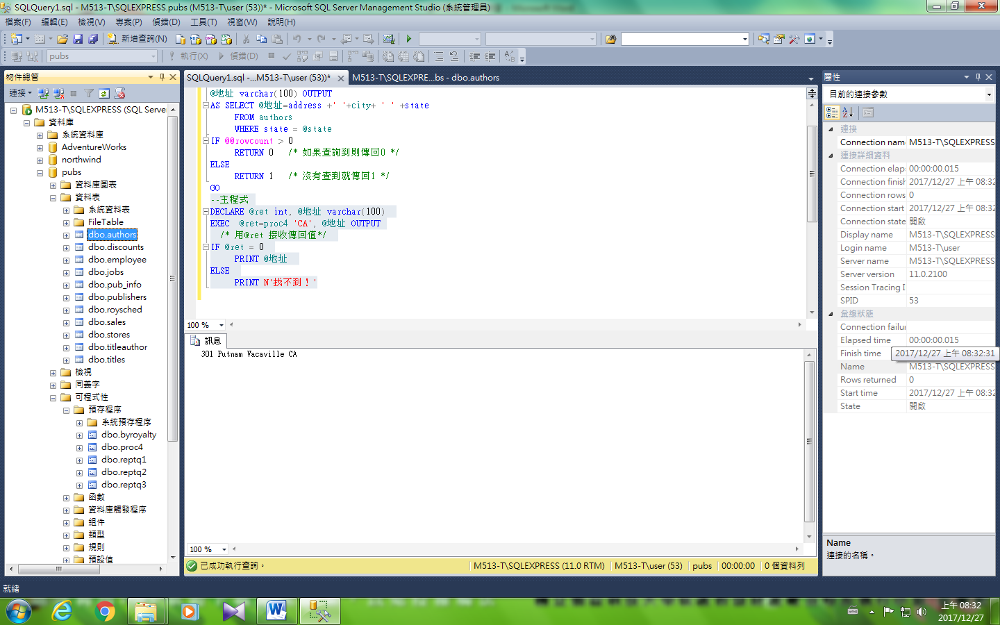 SQLQuery1.sql - M513-T\SQLEXPRESS.pubs (M513-T\user (53))* - Microsoft SQL Server Management Studio (系統管理員)
檔案(F) 編輯(E) 檢視(V) 專案(P) 偵錯(D) 工具(T) 視窗(W) 說明(H)
新增查詢(N)
pubs 執行(X) 偵錯(D)
物件總管
連接
M513-T\SQLEXPRESS (SQL Serve
資料庫
系統資料庫
AdventureWorks
northwind
pubs
資料庫圖表
資料表
系統資料表
FileTable
dbo.authors
dbo.discounts
dbo.employee
dbo.jobs
dbo.pub_info
dbo.publishers
dbo.roysched
dbo.sales
dbo.stores
dbo.titleauthor
dbo.titles
檢視
同義字
可程式性
預存程序
系統預存程序
dbo.byroyalty
dbo.proc4
dbo.reptq1
dbo.reptq2
dbo.reptq3
函數
資料庫觸發程序
組件
類型
規則
預設值
SQLQuery1.sql -...M513-T\user (53))* M513-T\SQLEXPRE...bs - dbo.authors
@地址 varchar(100) OUTPUT
AS SELECT @地址=address +' '+city+ ' ' +state
FROM authors
WHERE state = @state
IF @@rowcount > 0
RETURN 0 /* 如果查詢到則傳回0 */
ELSE
RETURN 1 /* 沒有查到就傳回1 */
GO
--主程式
DECLARE @ret int, @地址 varchar(100)
EXEC @ret=proc4 'CA', @地址 OUTPUT
/* 用@ret 接收傳回值*/
IF @ret = 0
PRINT @地址
ELSE
PRINT N'找不到！'
100 %
訊息
301 Putnam Vacaville CA
100 %
已成功執行查詢。 M513-T\SQLEXPRESS (11.0 RTM) M513-T\user (53) pubs 00:00:00 0 個資料列
屬性
目前的連接參數
連接
Connection nam M513-T\SQLEXPRESS
連接詳細資料
Connection elap 00:00:00.015
Connection finish 2017/12/27 上午 08:32
Connection rows 0
Connection start 2017/12/27 上午 08:32
Connection state 開啟
Display name M513-T\SQLEXPRESS
Login name M513-T\user
Server name M513-T\SQLEXPRESS
Server version 11.0.2100
Session Tracing I
SPID 53
彙總狀態
Connection failur
Elapsed time 00:00:00.015
Finish time 2017/12/27 上午 08:32:31
Name M513-T\SQLEXPRESS
Rows returned 0
Start time 2017/12/27 上午 08:32
State 開啟
Name
連接的名稱。
就緒
上午 08:32
2017/12/27